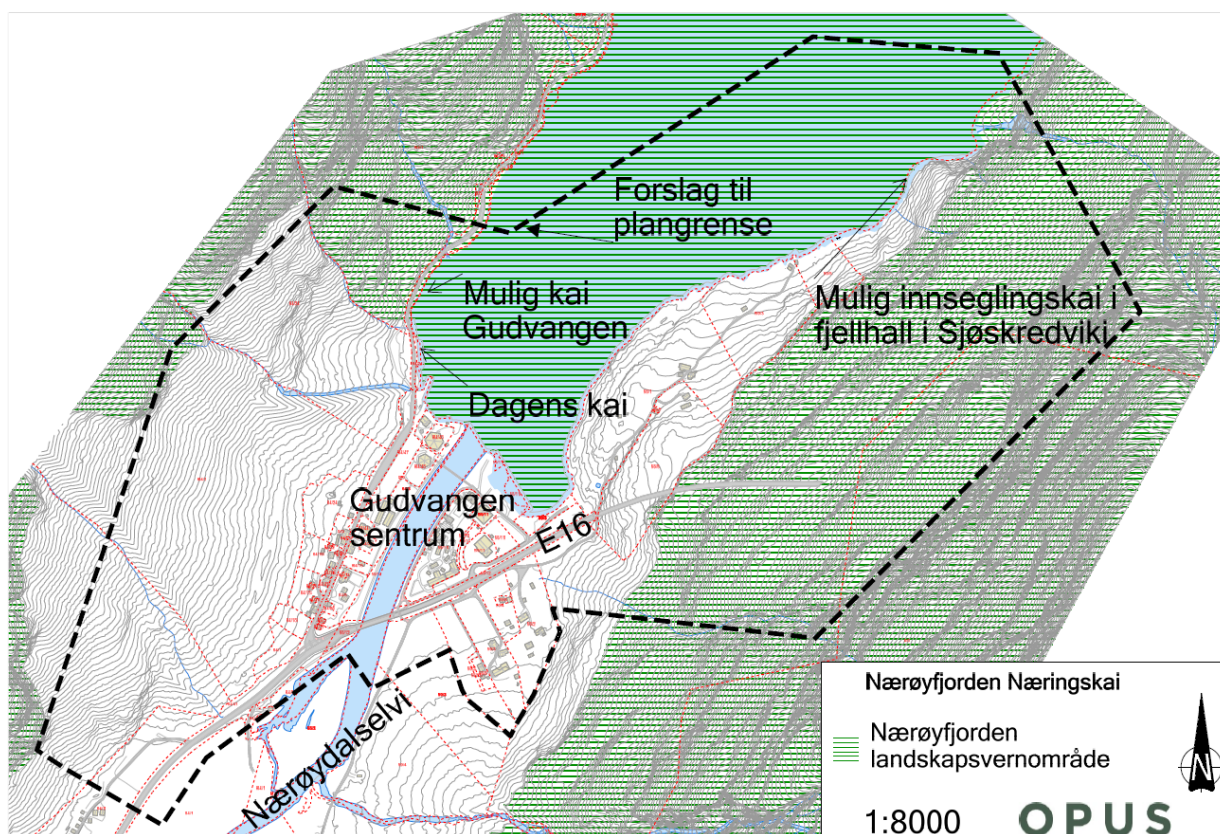 Forslag til
plangrense
Mulig kai
Gudvangen
Mulig innseglingskai i
fjellhall i Sjøskredviki
Dagens kai
Gudvangen
sentrum
E16
Nærøydalselvi
Nærøyfjorden Næringskai
Nærøyfjorden
landskapsvernområde
N
1:8000
OPUS